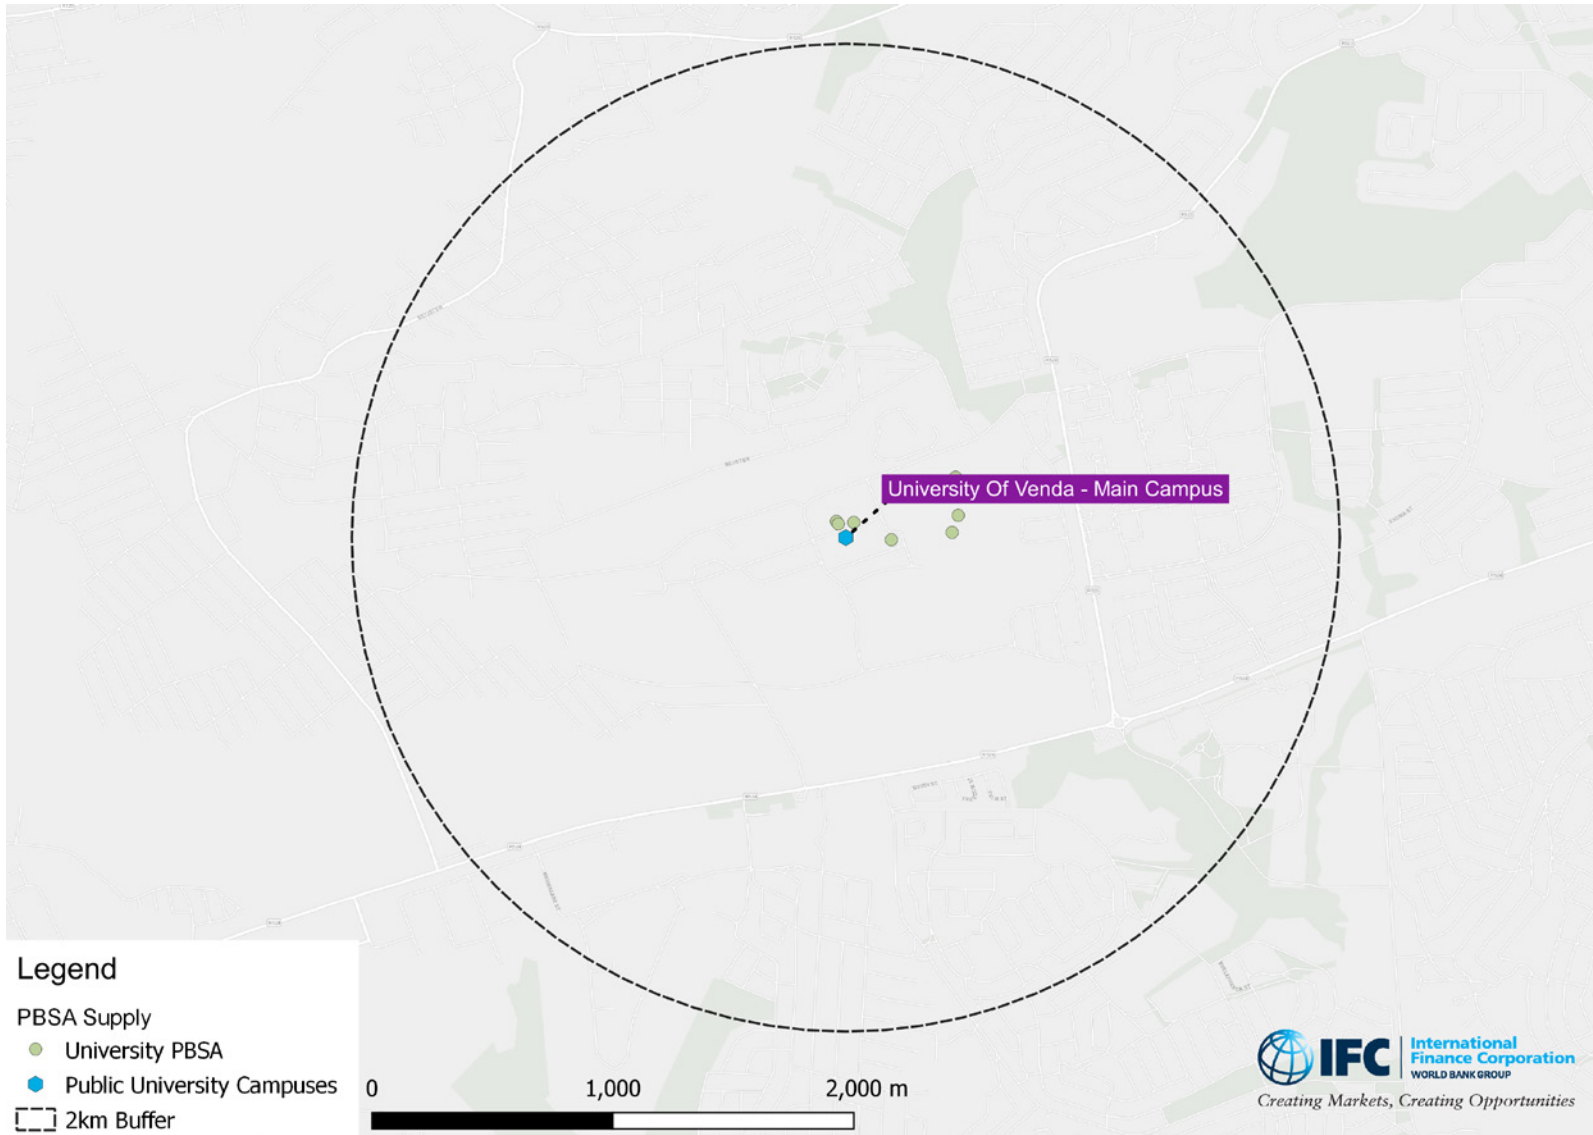 University Of Venda - Main Campus
Legend
PBSA Supply
University PBSA
Public University Campuses
2km Buffer
0 1,000 2,000 m
IFC
International
Finance Corporation
WORLD BANK GROUP
Creating Markets, Creating Opportunities